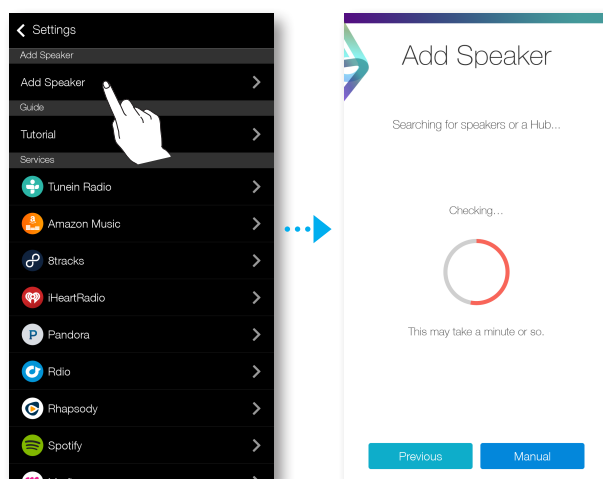 Settings
Add Speaker
Add Speaker
Guide
Tutorial
Services
Tunein Radio
a
Amazon Music
8tracks
iHeartRadio
P
Pandora
Rdio
Rhapsody
Spotify
Add Speaker
Searching for speakers or a Hub...
Checking...
This may take a minute or so.
Previous
Manual